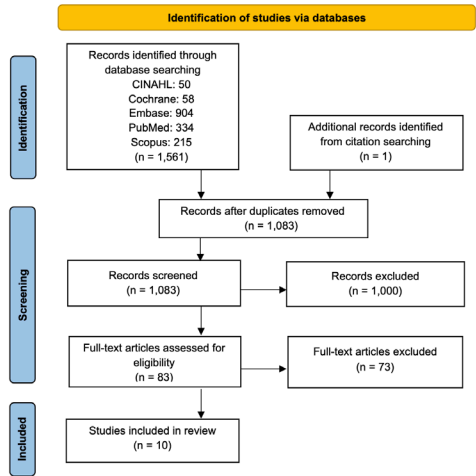 Identification of studies via databases
Identification
Records identified through
database searching
CINAHL: 50
Cochrane: 58
Embase: 904
PubMed: 334
Scopus: 215
(n = 1,561)
Additional records identified
from citation searching
(n = 1)
Records after duplicates removed
(n = 1,083)
Screening
Records screened
(n = 1,083)
Records excluded
(n = 1,000)
Full-text articles assessed for
eligibility
(n = 83)
Full-text articles excluded
(n = 73)
Included
Studies included in review
(n = 10)